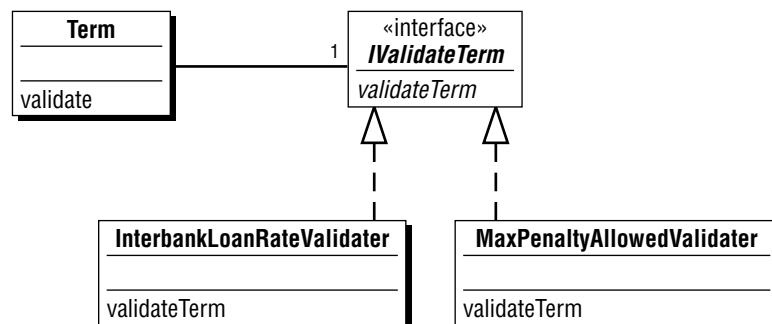 Term
validate
1
«interface»
IValidateTerm
validateTerm
InterbankLoanRateValidater
validateTerm
MaxPenaltyAllowedValidater
validateTerm